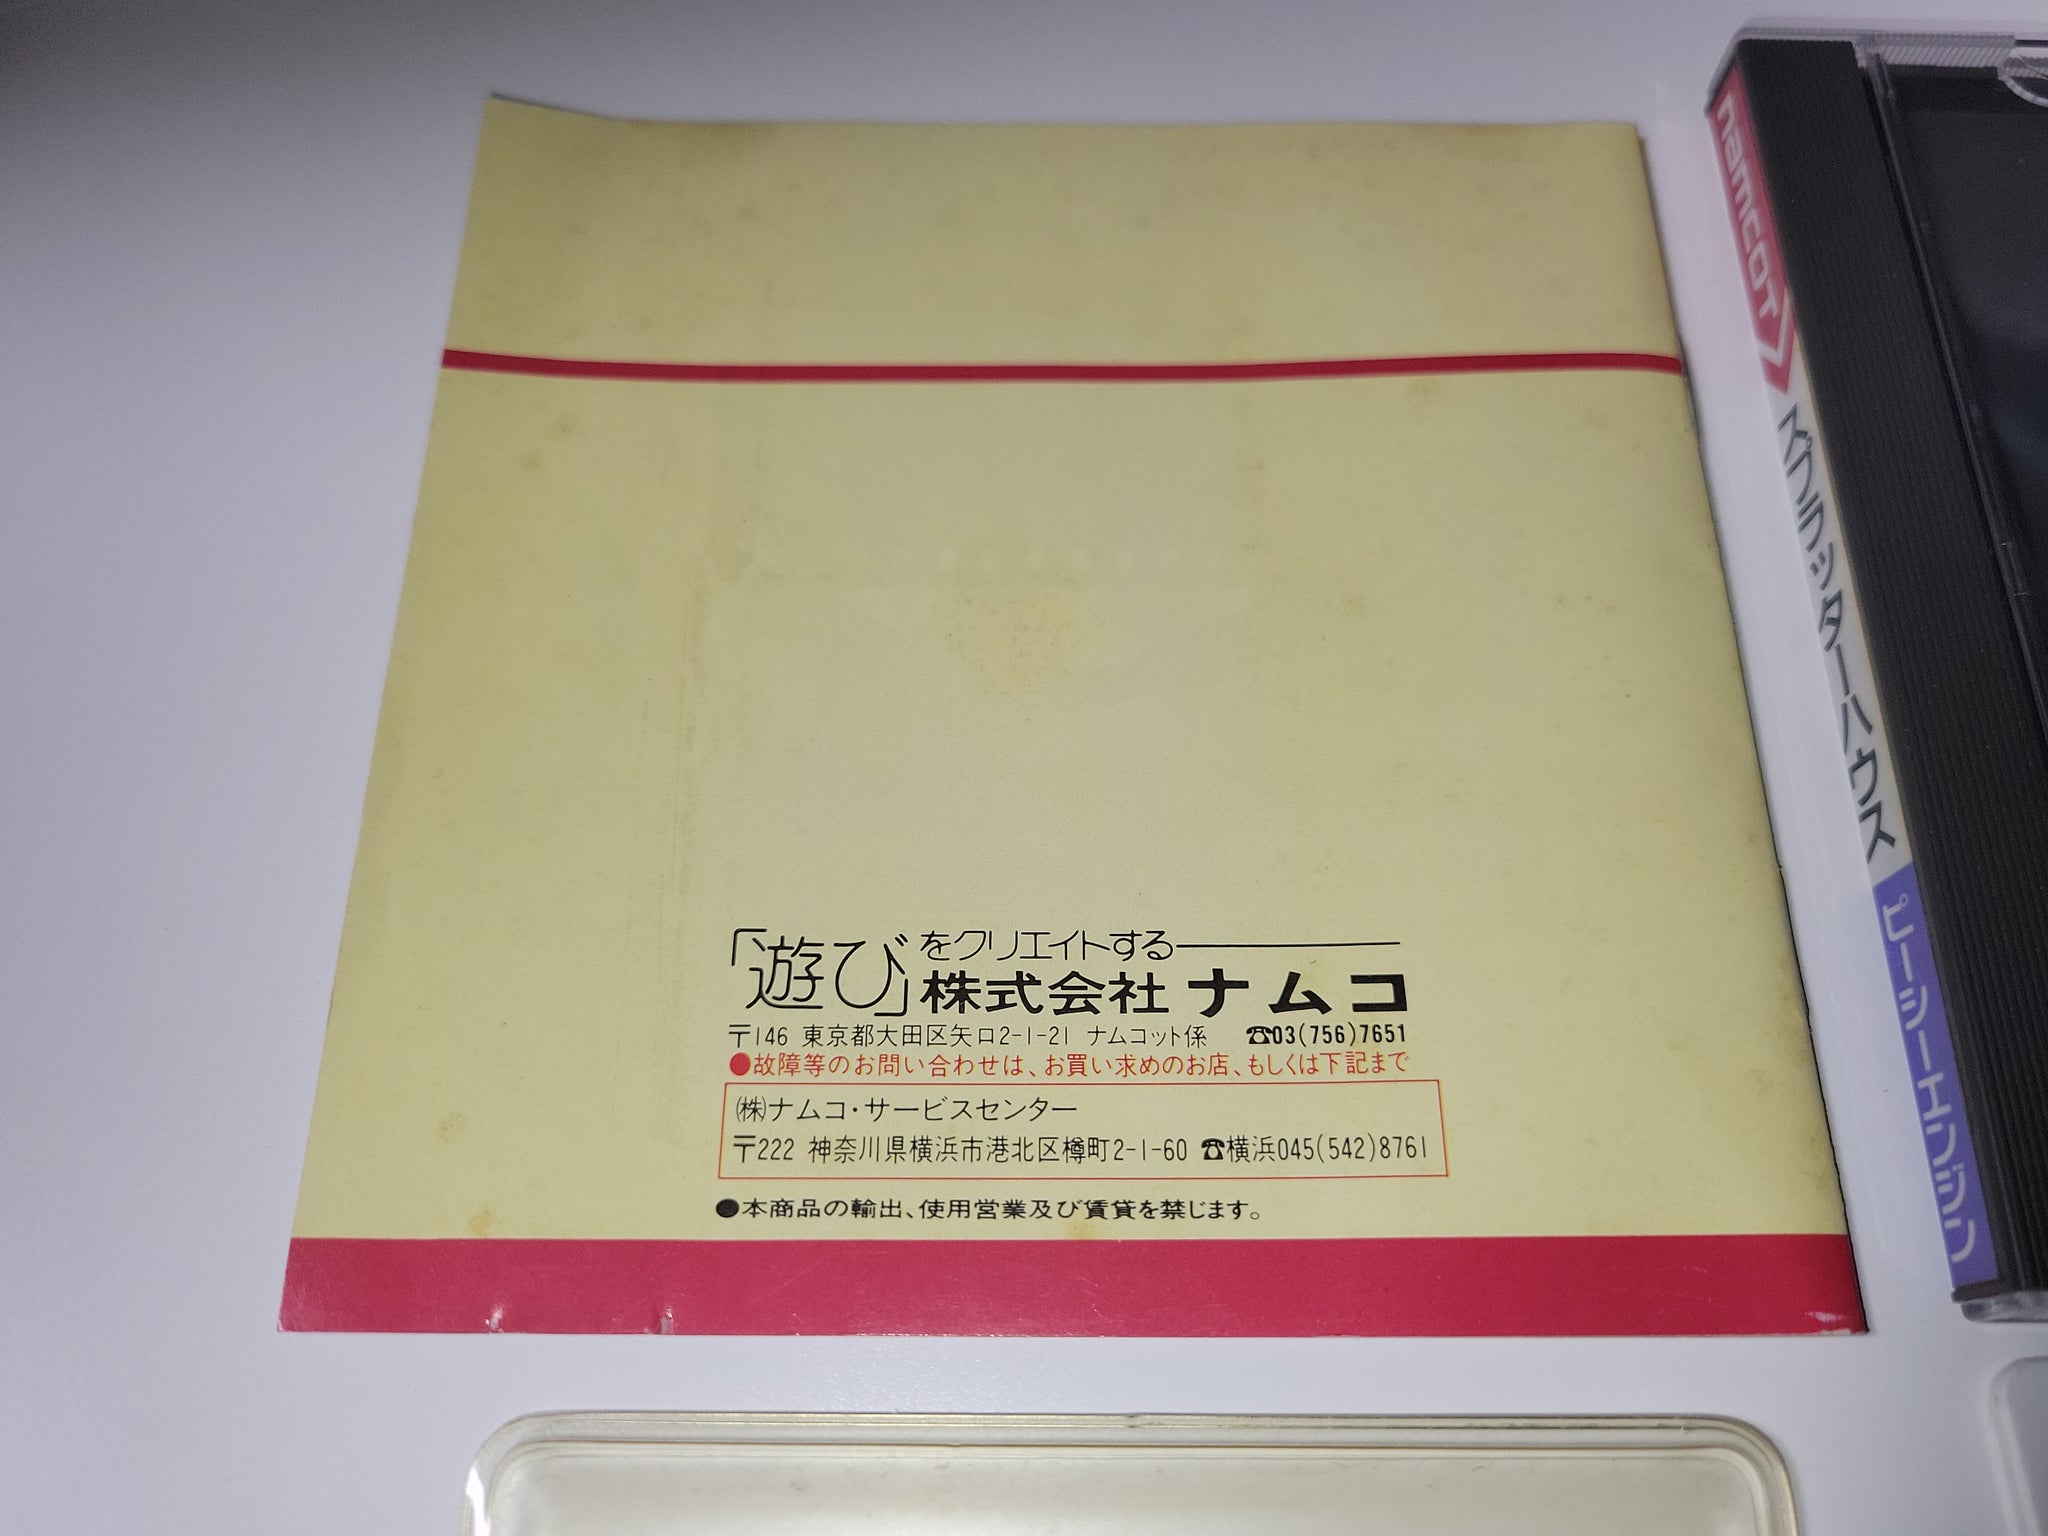 「遊び」をクリエイトする
株式会社 ナムコ
〒146 東京都大田区矢口2-1-21 ナムコット係 ☎03(756)7651
●故障等のお問い合わせは、お買い求めのお店、もしくは下記まで
㈱ナムコ・サービスセンター
〒222 神奈川県横浜市港北区樽町2-1-60 ☎横浜045(542)8761
●本商品の輸出、使用営業及び賃貸を禁じます。
namcot
スプラッターハウス
ピーシーエンジン